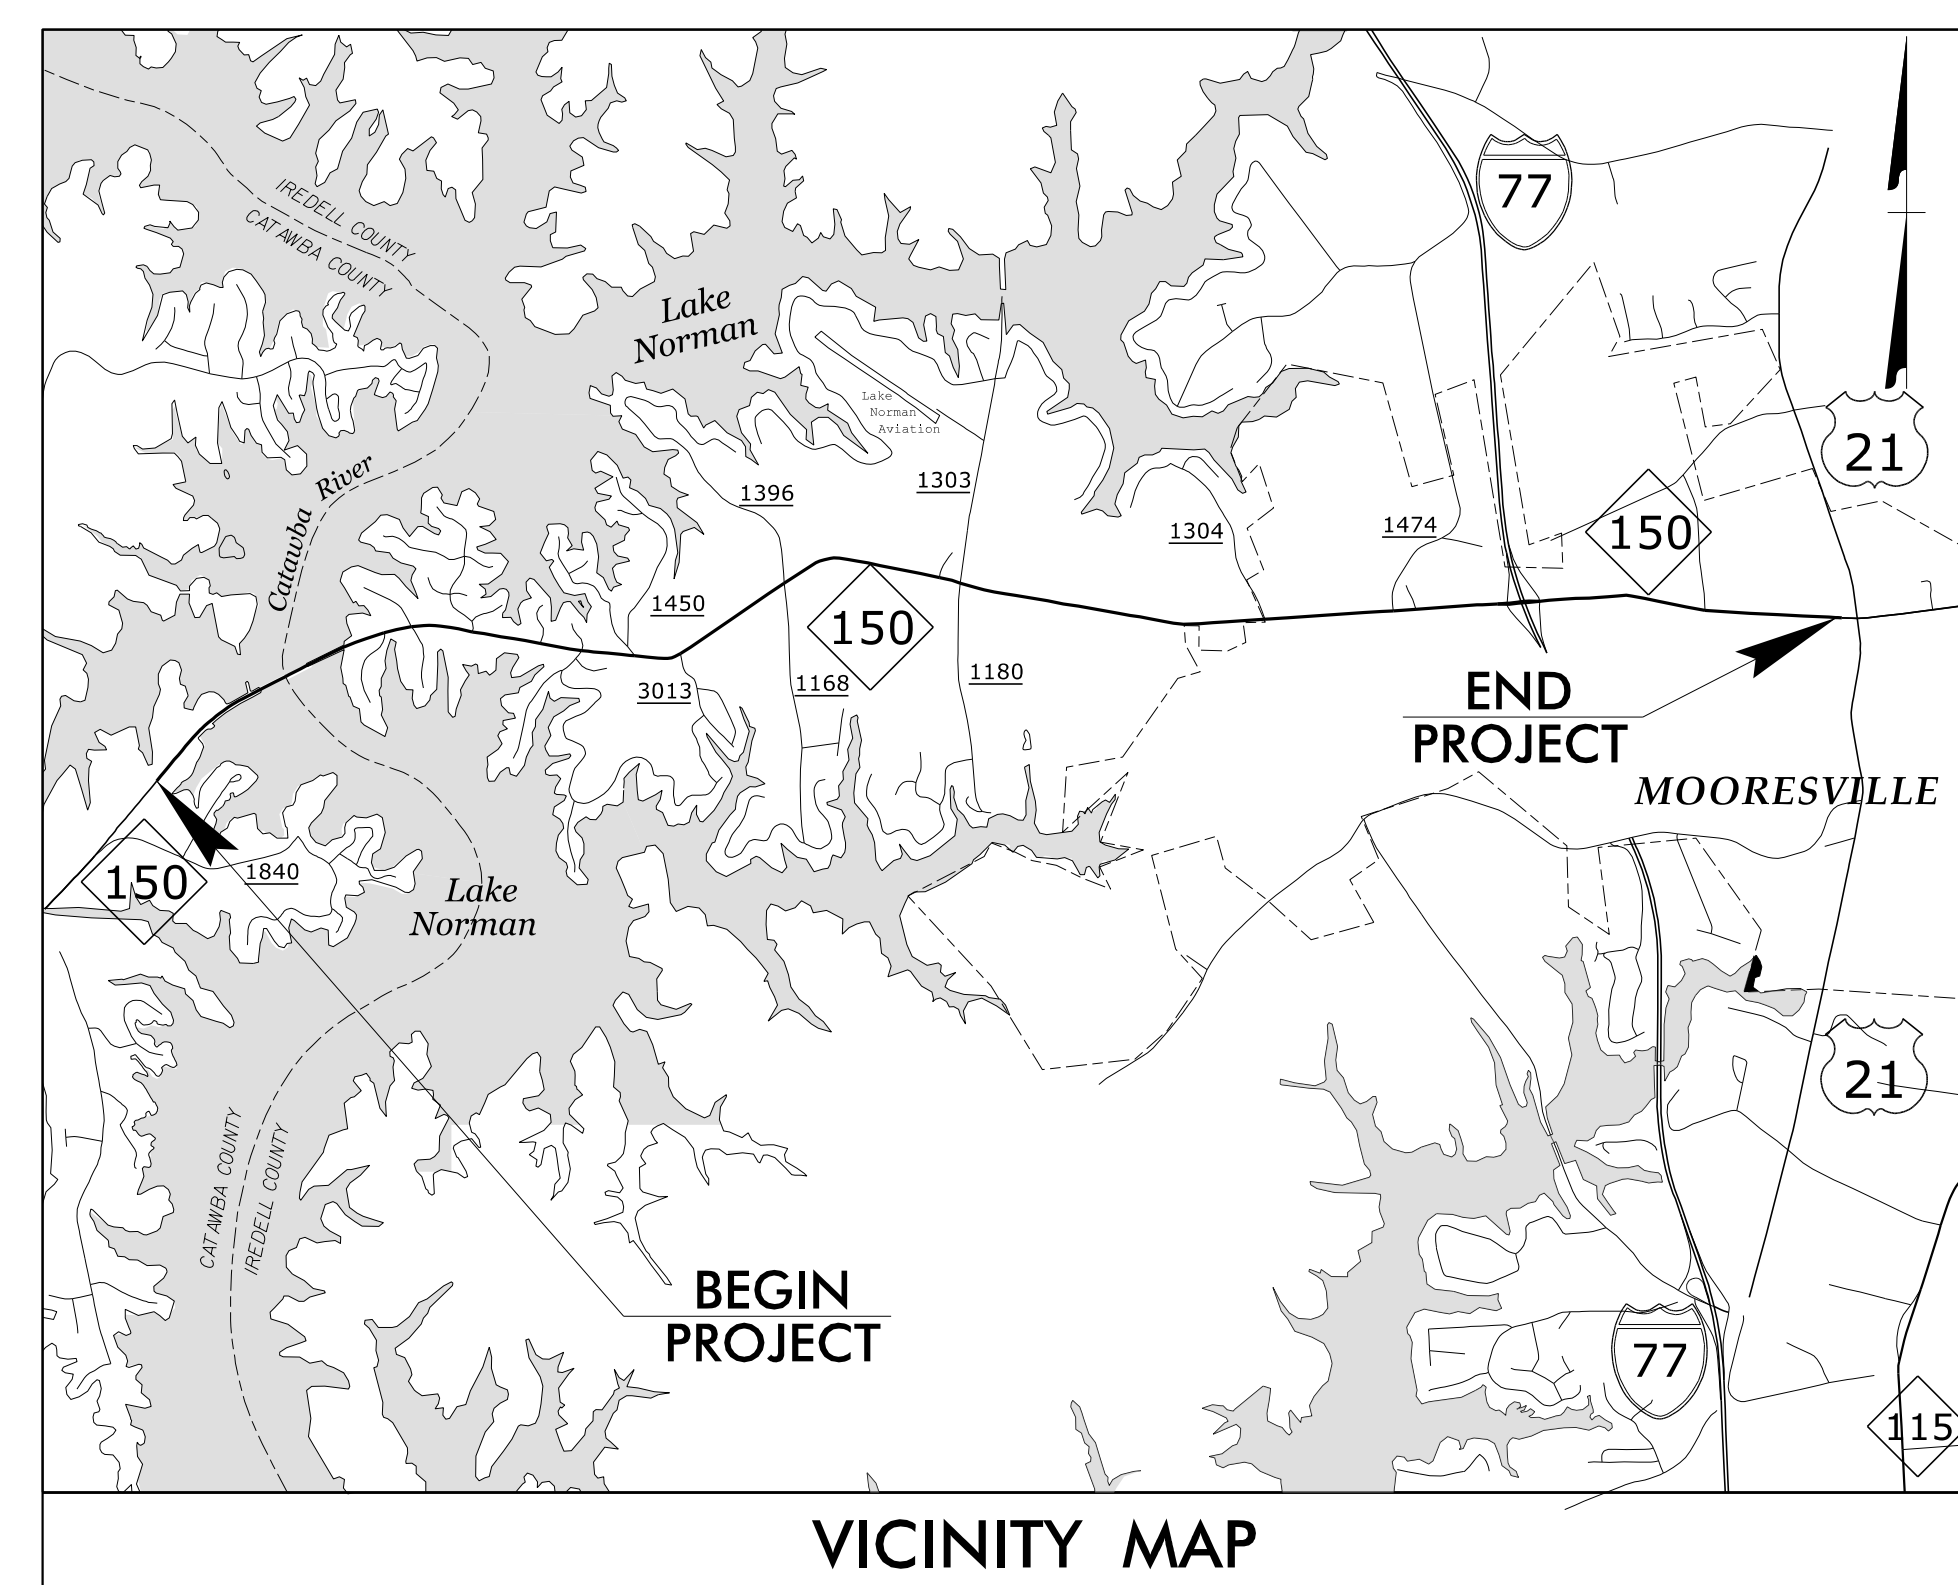 77
IREDELL COUNTY
CATAWBA COUNTY
Lake
Norman
Lake
Norman
Aviation
21
Catawba River
1396
1303
1304
1474
150
1450
150
3013
1168
1180
END
PROJECT
MOORESVILLE
150
1840
Lake
Norman
21
CATAWBA COUNTY
IREDELL COUNTY
BEGIN
PROJECT
77
115
VICINITY MAP